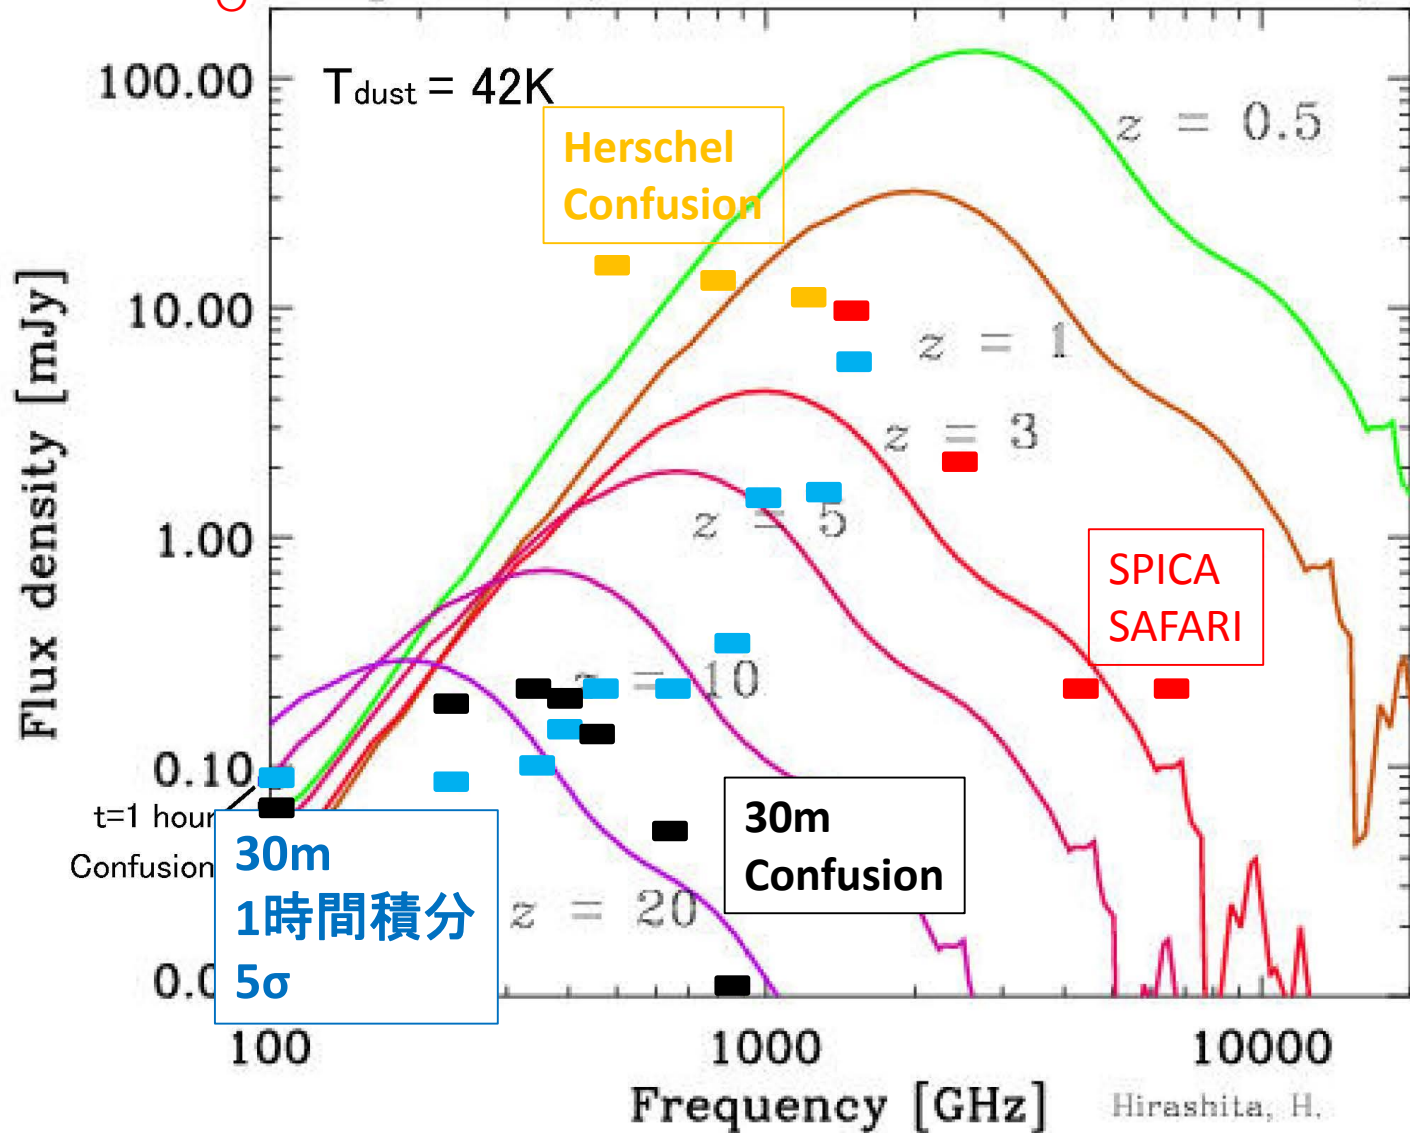 100.00
10.00
1.00
0.10
0.0
Flux density [mJy]
Tdust = 42K
Herschel
Confusion
z = 0.5
z = 1
z = 3
z = 5
z = 10
z = 20
SPICA
SAFARI
30m
Confusion
t=1 hour
Confusion
30m
1時間積分
5σ
100
1000
10000
Frequency [GHz]
Hirashita, H.